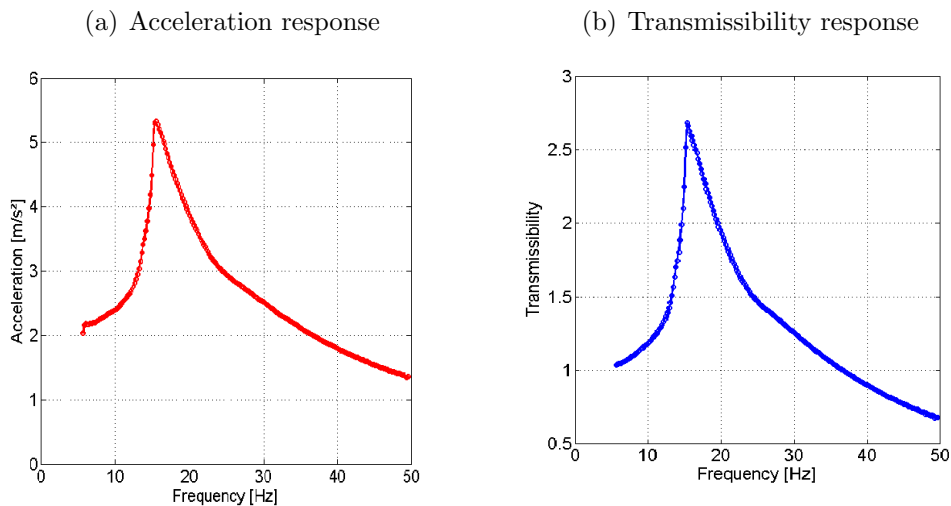 (a) Acceleration response
6
5
4
3
2
1
0
Acceleration [m/s²]
0 10 20 30 40 50
Frequency [Hz]
(b) Transmissibility response
3
2.5
2
1.5
1
0.5
Transmissibility
0 10 20 30 40 50
Frequency [Hz]